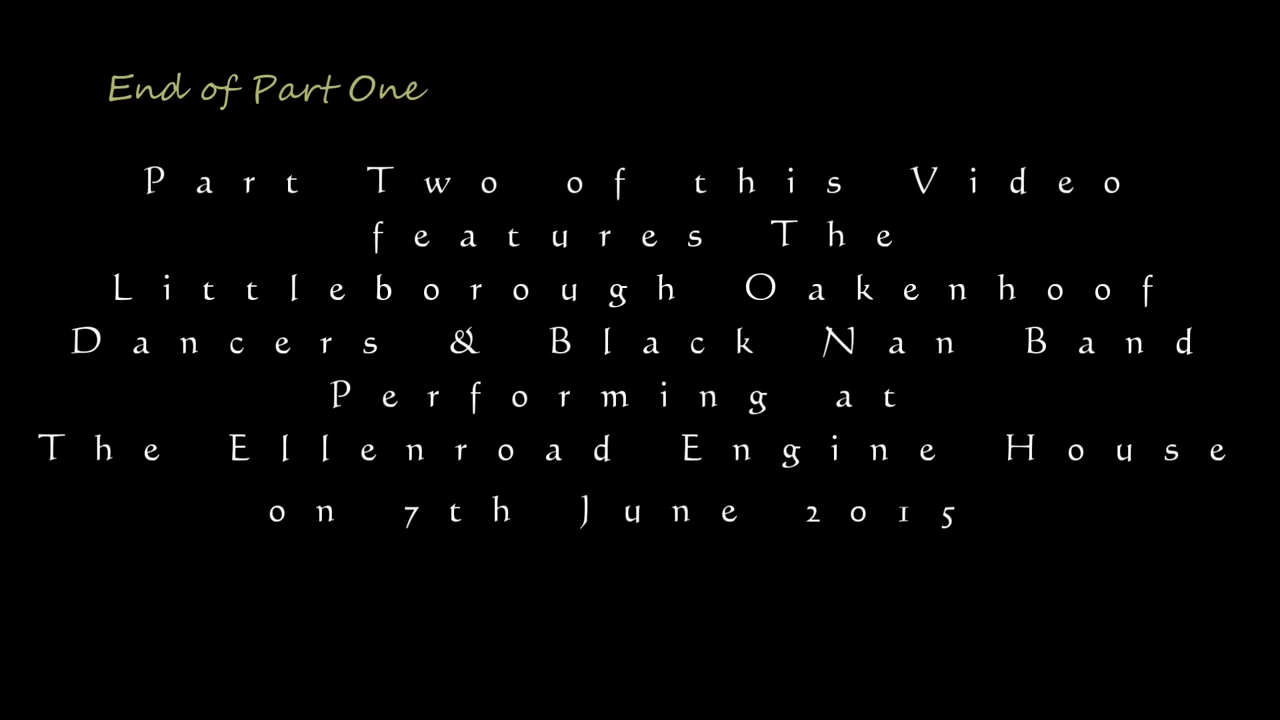 End of Part One
Part Two of this Video
features The
Littleborough Oakenhoof
Dancers & Black Nan Band
Performing at
The Ellenroad Engine House
on 7th June 2015